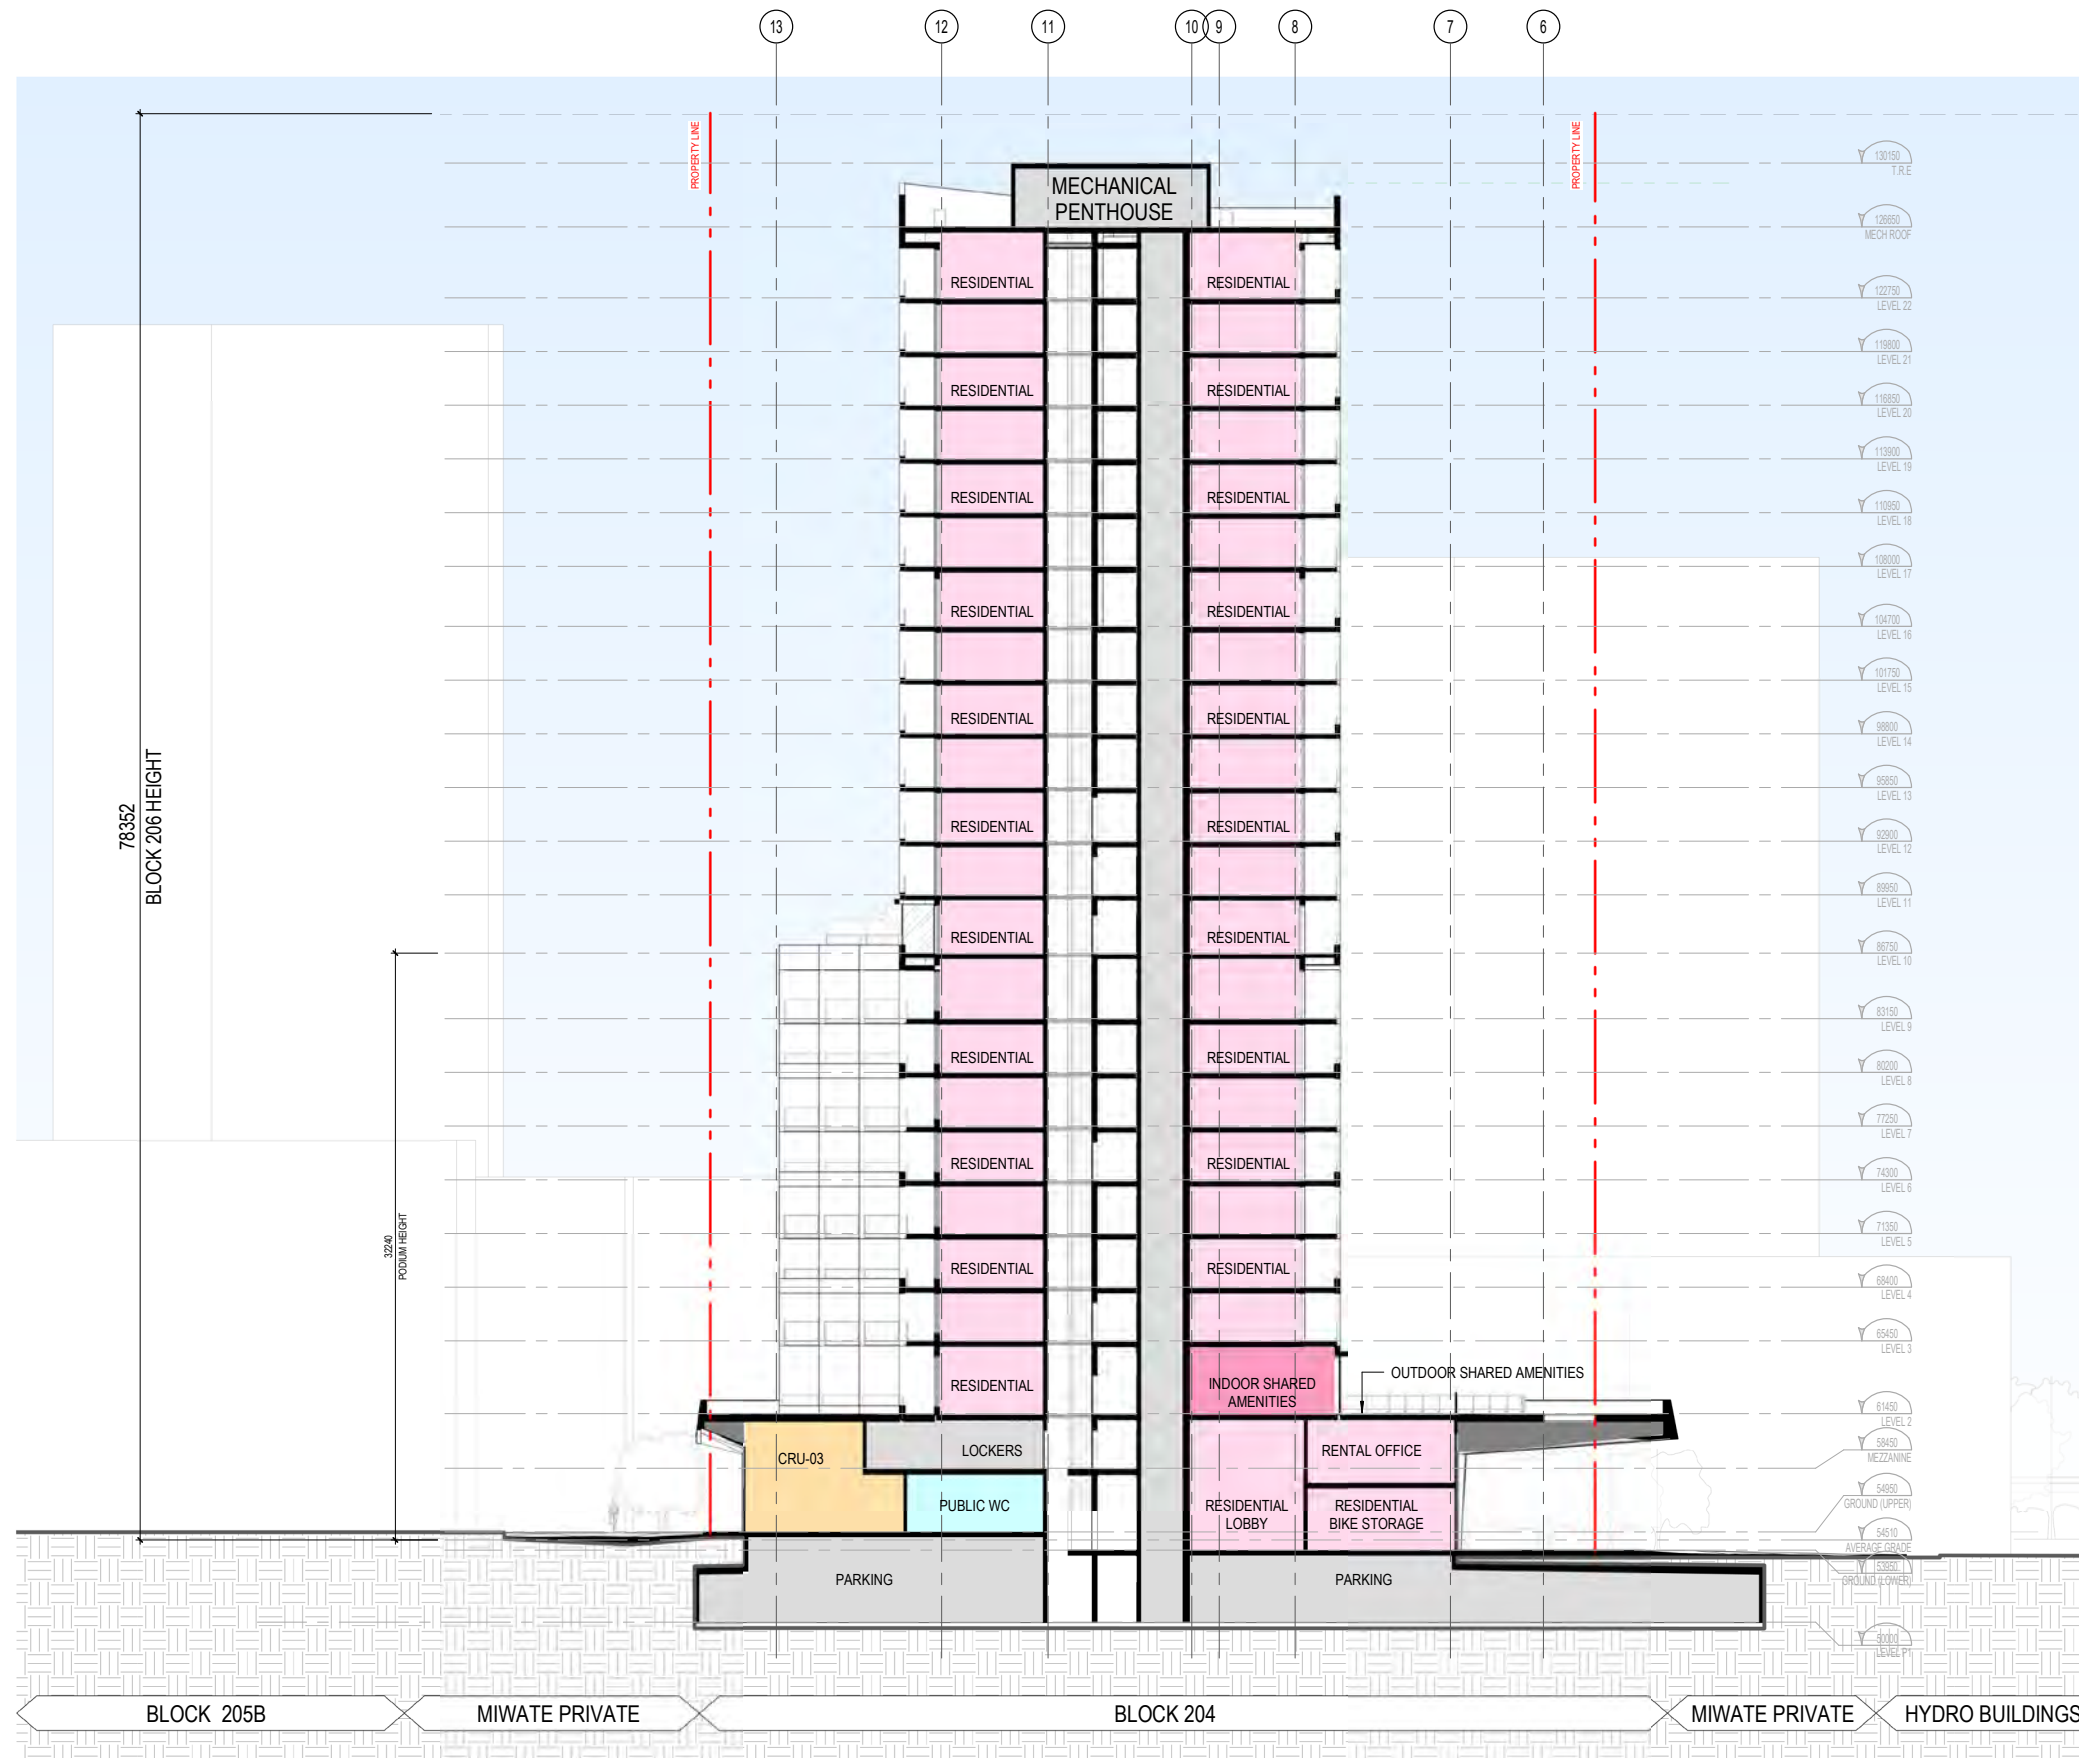 13
12
11
10
9
8
7
6
PROPERTY LINE
PROPERTY LINE
130150
T.R.E
MECHANICAL
PENTHOUSE
126650
MECH ROOF
RESIDENTIAL
RESIDENTIAL
122750
LEVEL 22
119800
LEVEL 21
RESIDENTIAL
RESIDENTIAL
116850
LEVEL 20
113900
LEVEL 19
RESIDENTIAL
RESIDENTIAL
110950
LEVEL 18
108000
LEVEL 17
RESIDENTIAL
RESIDENTIAL
104700
LEVEL 16
101750
LEVEL 15
RESIDENTIAL
RESIDENTIAL
98800
LEVEL 14
95850
LEVEL 13
78352
BLOCK 206 HEIGHT
RESIDENTIAL
RESIDENTIAL
92900
LEVEL 12
89950
LEVEL 11
RESIDENTIAL
RESIDENTIAL
86750
LEVEL 10
83150
LEVEL 9
RESIDENTIAL
RESIDENTIAL
80200
LEVEL 8
77250
LEVEL 7
RESIDENTIAL
RESIDENTIAL
74300
LEVEL 6
71350
LEVEL 5
32240
PODIUM HEIGHT
RESIDENTIAL
RESIDENTIAL
68400
LEVEL 4
65450
LEVEL 3
RESIDENTIAL
INDOOR SHARED
AMENITIES
OUTDOOR SHARED AMENITIES
61450
LEVEL 2
CRU-03
LOCKERS
RENTAL OFFICE
58450
MEZZANINE
PUBLIC WC
RESIDENTIAL
LOBBY
RESIDENTIAL
BIKE STORAGE
54950
GROUND (UPPER)
54510
AVERAGE GRADE
53950
GROUND (LOWER)
PARKING
PARKING
50000
LEVEL P1
BLOCK 205B
MIWATE PRIVATE
BLOCK 204
MIWATE PRIVATE
HYDRO BUILDINGS